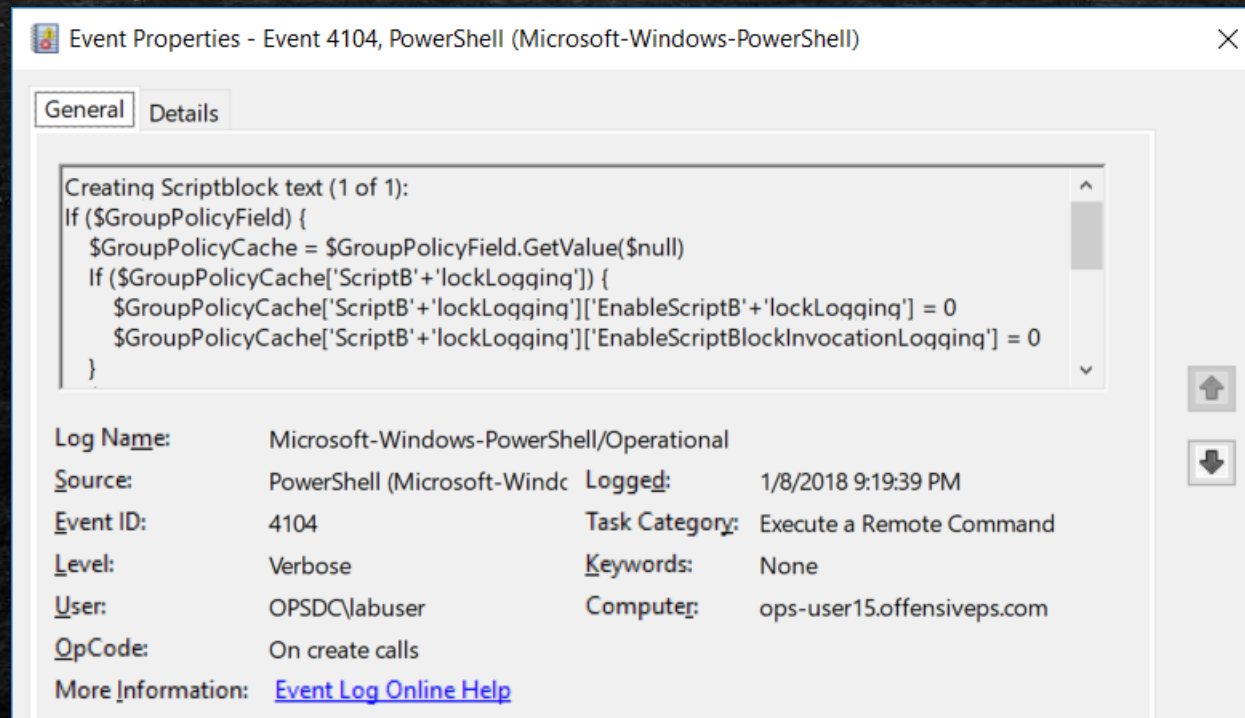 Event Properties - Event 4104, PowerShell (Microsoft-Windows-PowerShell)
General Details
Creating Scriptblock text (1 of 1):
If ($GroupPolicyField) {
    $GroupPolicyCache = $GroupPolicyField.GetValue($null)
    If ($GroupPolicyCache['ScriptB'+'lockLogging']) {
        $GroupPolicyCache['ScriptB'+'lockLogging']['EnableScriptB'+'lockLogging'] = 0
        $GroupPolicyCache['ScriptB'+'lockLogging']['EnableScriptBlockInvocationLogging'] = 0
    }
Log Name: Microsoft-Windows-PowerShell/Operational
Source: PowerShell (Microsoft-Windo Logged: 1/8/2018 9:19:39 PM
Event ID: 4104 Task Category: Execute a Remote Command
Level: Verbose Keywords: None
User: OPSDC\labuser Computer: ops-user15.offensiveps.com
OpCode: On create calls
More Information: Event Log Online Help